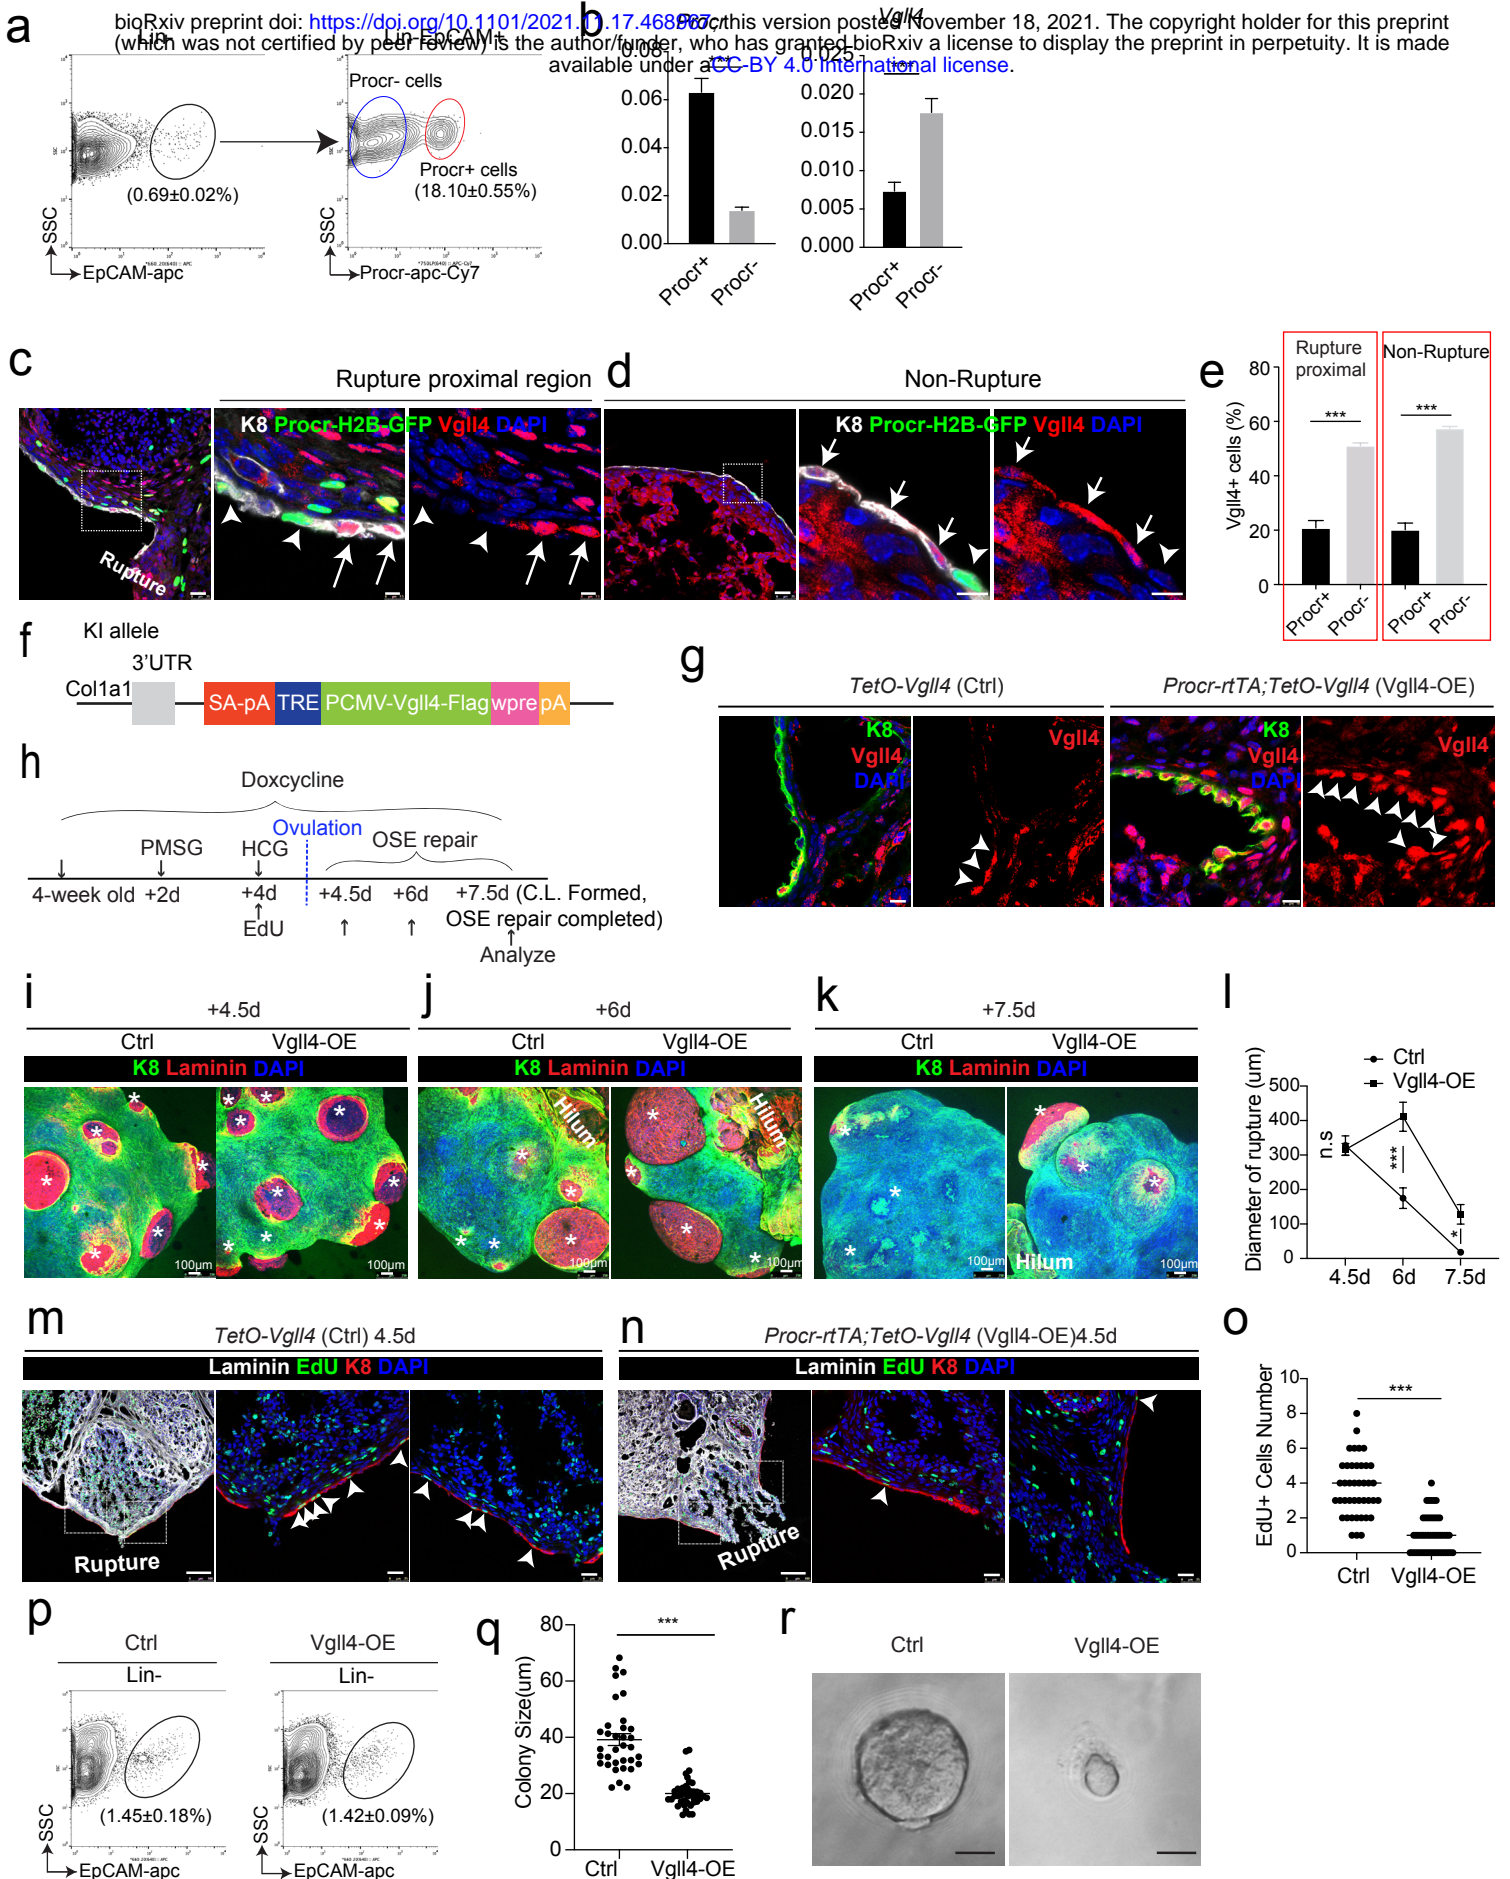 bioRxiv preprint doi: https://doi.org/10.1101/2021.11.17.468967; this version posted November 18, 2021. The copyright holder for this preprint
(which was not certified by peer review) is the author/funder, who has granted bioRxiv a license to display the preprint in perpetuity. It is made
available under aCC-BY 4.0 International license.
a
Lin-
Lin-EpCAM+
Procr- cells
Procr+ cells
(18.10±0.55%)
(0.69±0.02%)
SSC
EpCAM-apc
SSC
Procr-apc-Cy7
b
Procr
0.08
0.06
0.04
0.02
0.00
***
Procr+
Procr-
Vgll4
0.025
0.020
0.015
0.010
0.005
0.000
***
Procr+
Procr-
c
Rupture proximal region
K8 Procr-H2B-GFP Vgll4 DAPI
Rupture
d
Non-Rupture
K8 Procr-H2B-GFP Vgll4 DAPI
e
Rupture
proximal
Non-Rupture
Vgll4+ cells (%)
80
60
40
20
0
***
***
Procr+
Procr-
Procr+
Procr-
f
KI allele
3'UTR
Col1a1
SA-pA
TRE
PCMV-Vgll4-Flag
wpre
pA
g
TetO-Vgll4 (Ctrl)
Procr-rtTA;TetO-Vgll4 (Vgll4-OE)
K8
Vgll4
DAPI
Vgll4
K8
Vgll4
DAPI
Vgll4
h
Doxcycline
Ovulation
PMSG
HCG
OSE repair
4-week old
+2d
+4d
+4.5d
+6d
+7.5d (C.L. Formed,
OSE repair completed)
EdU
Analyze
i
+4.5d
Ctrl
Vgll4-OE
K8 Laminin DAPI
100μm
100μm
j
+6d
Ctrl
Vgll4-OE
K8 Laminin DAPI
Hilum
Hilum
100μm
100μm
k
+7.5d
Ctrl
Vgll4-OE
K8 Laminin DAPI
Hilum
100μm
100μm
l
Ctrl
Vgll4-OE
Diameter of rupture (um)
500
400
300
200
100
0
n.s
***
*
4.5d
6d
7.5d
m
TetO-Vgll4 (Ctrl) 4.5d
Laminin EdU K8 DAPI
Rupture
n
Procr-rtTA;TetO-Vgll4 (Vgll4-OE)4.5d
Laminin EdU K8 DAPI
Rupture
o
EdU+ Cells Number
10
8
6
4
2
0
***
Ctrl
Vgll4-OE
p
Ctrl
Lin-
(1.45±0.18%)
SSC
EpCAM-apc
Vgll4-OE
Lin-
(1.42±0.09%)
SSC
EpCAM-apc
q
Colony Size(um)
80
60
40
20
0
***
Ctrl
Vgll4-OE
r
Ctrl
Vgll4-OE